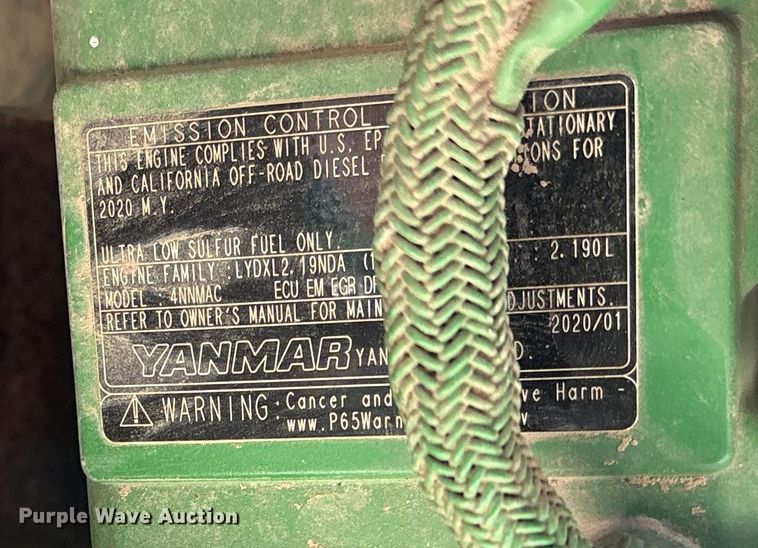 EMISSION CONTROL ION
THIS ENGINE COMPLIES WITH U.S. EP TATIONARY
AND CALIFORNIA OFF-ROAD DIESEL ONS FOR
2020 M.Y.
ULTRA LOW SULFUR FUEL ONLY.
ENGINE FAMILY : LYDXL2.19NDA : 2.190L
MODEL : 4NNMAC ECU EM EGR
REFER TO OWNER'S MANUAL FOR MAIN DJUSTMENTS.
2020/01
YANMAR YAN D.
WARNING: Cancer and ve Harm -
www.P65Warn v
Purple Wave Auction